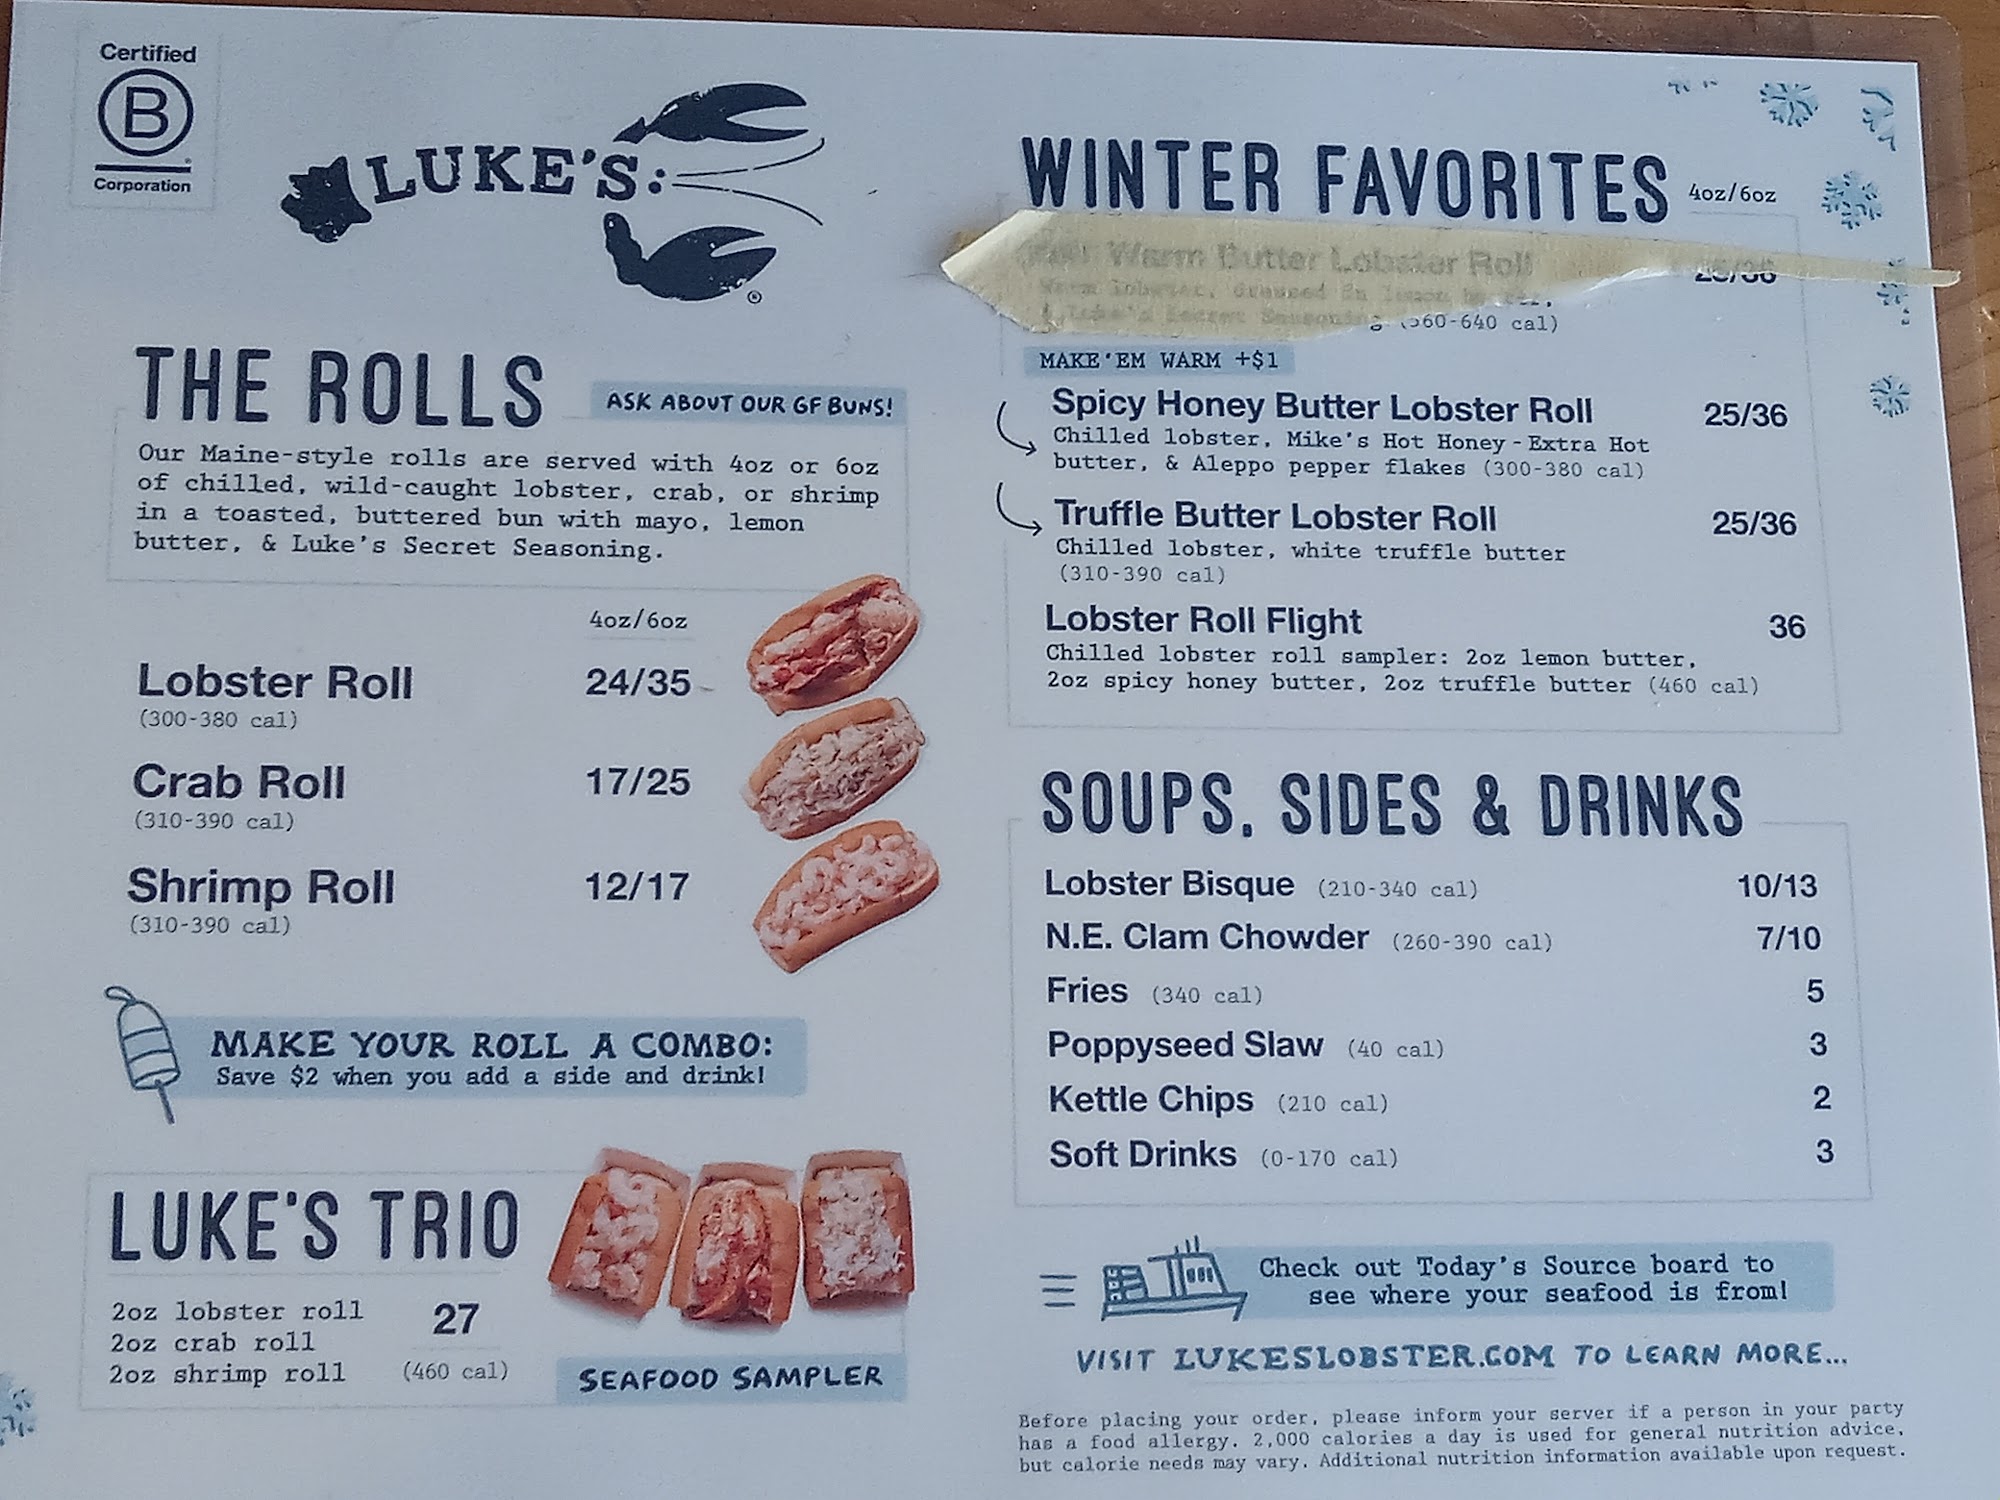 Certified
B
Corporation
LUKE'S:
®
THE ROLLS
ASK ABOUT OUR GF BUNS!
Our Maine-style rolls are served with 4oz or 6oz
of chilled, wild-caught lobster, crab, or shrimp
in a toasted, buttered bun with mayo, lemon
butter, & Luke's Secret Seasoning.
4oz/6oz
Lobster Roll 24/35
(300-380 cal)
Crab Roll 17/25
(310-390 cal)
Shrimp Roll 12/17
(310-390 cal)
MAKE YOUR ROLL A COMBO:
Save $2 when you add a side and drink!
LUKE'S TRIO
2oz lobster roll
2oz crab roll
2oz shrimp roll
27
(460 cal)
SEAFOOD SAMPLER
WINTER FAVORITES 4oz/6oz
Warm Butter Lobster Roll 25/36
Warm lobster, dressed in lemon butter,
& Luke's Secret Seasoning (560-640 cal)
MAKE'EM WARM +$1
Spicy Honey Butter Lobster Roll 25/36
Chilled lobster, Mike's Hot Honey-Extra Hot
butter, & Aleppo pepper flakes (300-380 cal)
Truffle Butter Lobster Roll 25/36
Chilled lobster, white truffle butter
(310-390 cal)
Lobster Roll Flight 36
Chilled lobster roll sampler: 2oz lemon butter,
2oz spicy honey butter, 2oz truffle butter (460 cal)
SOUPS, SIDES & DRINKS
Lobster Bisque (210-340 cal) 10/13
N.E. Clam Chowder (260-390 cal) 7/10
Fries (340 cal) 5
Poppyseed Slaw (40 cal) 3
Kettle Chips (210 cal) 2
Soft Drinks (0-170 cal) 3
Check out Today's Source board to
see where your seafood is from!
VISIT LUKESLOBSTER.COM TO LEARN MORE...
Before placing your order, please inform your server if a person in your party
has a food allergy. 2,000 calories a day is used for general nutrition advice,
but calorie needs may vary. Additional nutrition information available upon request.